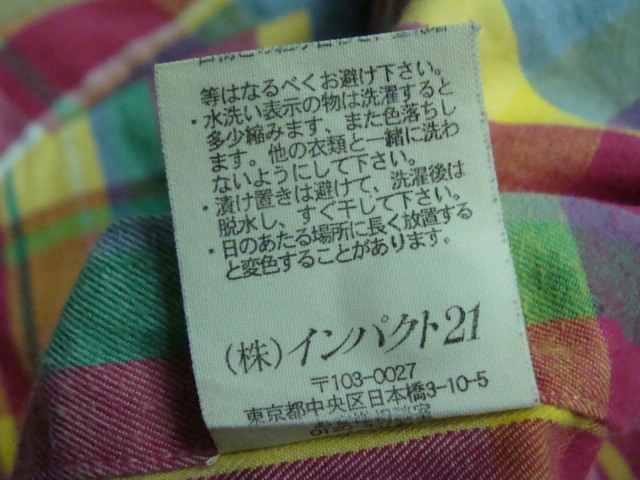 等はなるべくお避け下さい。
・水洗い表示の物は洗濯すると
多少縮みます、また色落ちし
ます。他の衣類と一緒に洗わ
ないようにして下さい。
・漬け置きは避けて、洗濯後は
脱水し、すぐ干して下さい。
・日のあたる場所に長く放置する
と変色することがあります。
(株)インパクト21
〒103-0027
東京都中央区日本橋3-10-5